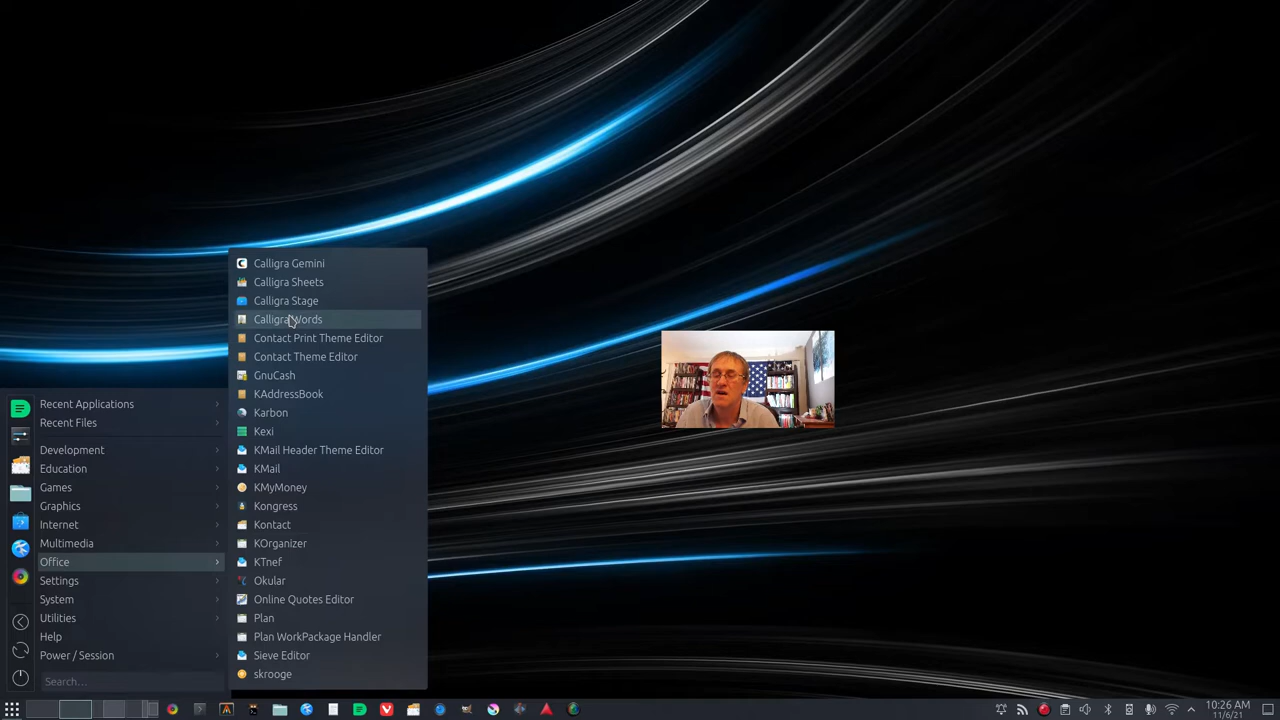 Calligra Gemini
Calligra Sheets
Calligra Stage
Calligra Words
Contact Print Theme Editor
Contact Theme Editor
GnuCash
KAddressBook
Karbon
Kexi
KMail Header Theme Editor
KMail
KMyMoney
Kongress
Kontact
KOrganizer
KTnef
Okular
Online Quotes Editor
Plan
Plan WorkPackage Handler
Sieve Editor
skrooge
Recent Applications
Recent Files
Development
Education
Games
Graphics
Internet
Multimedia
Office
Settings
System
Utilities
Help
Power / Session
Search...
10:26 AM
11/6/21